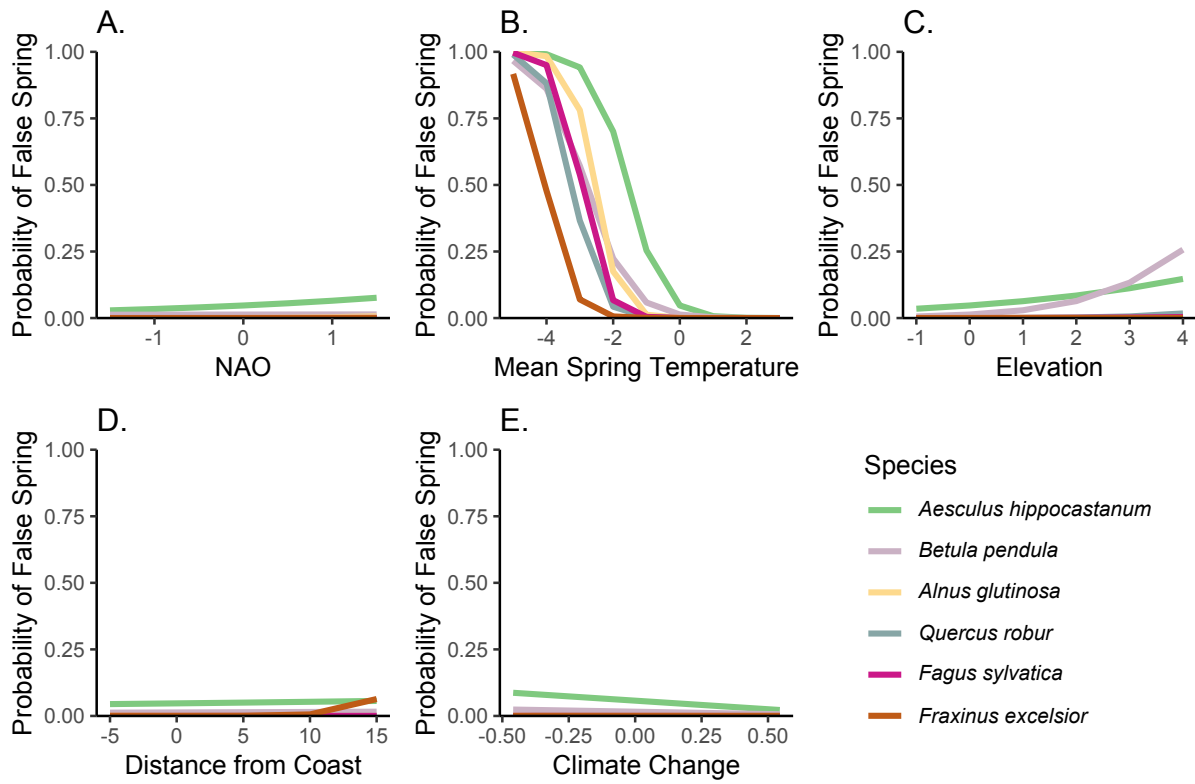 A.
Probability of False Spring
1.00
0.75
0.50
0.25
0.00
-1 0 1
NAO
B.
Probability of False Spring
1.00
0.75
0.50
0.25
0.00
-4 -2 0 2
Mean Spring Temperature
C.
Probability of False Spring
1.00
0.75
0.50
0.25
0.00
-1 0 1 2 3 4
Elevation
D.
Probability of False Spring
1.00
0.75
0.50
0.25
0.00
-5 0 5 10 15
Distance from Coast
E.
Probability of False Spring
1.00
0.75
0.50
0.25
0.00
-0.50 -0.25 0.00 0.25 0.50
Climate Change
Species
Aesculus hippocastanum
Betula pendula
Alnus glutinosa
Quercus robur
Fagus sylvatica
Fraxinus excelsior